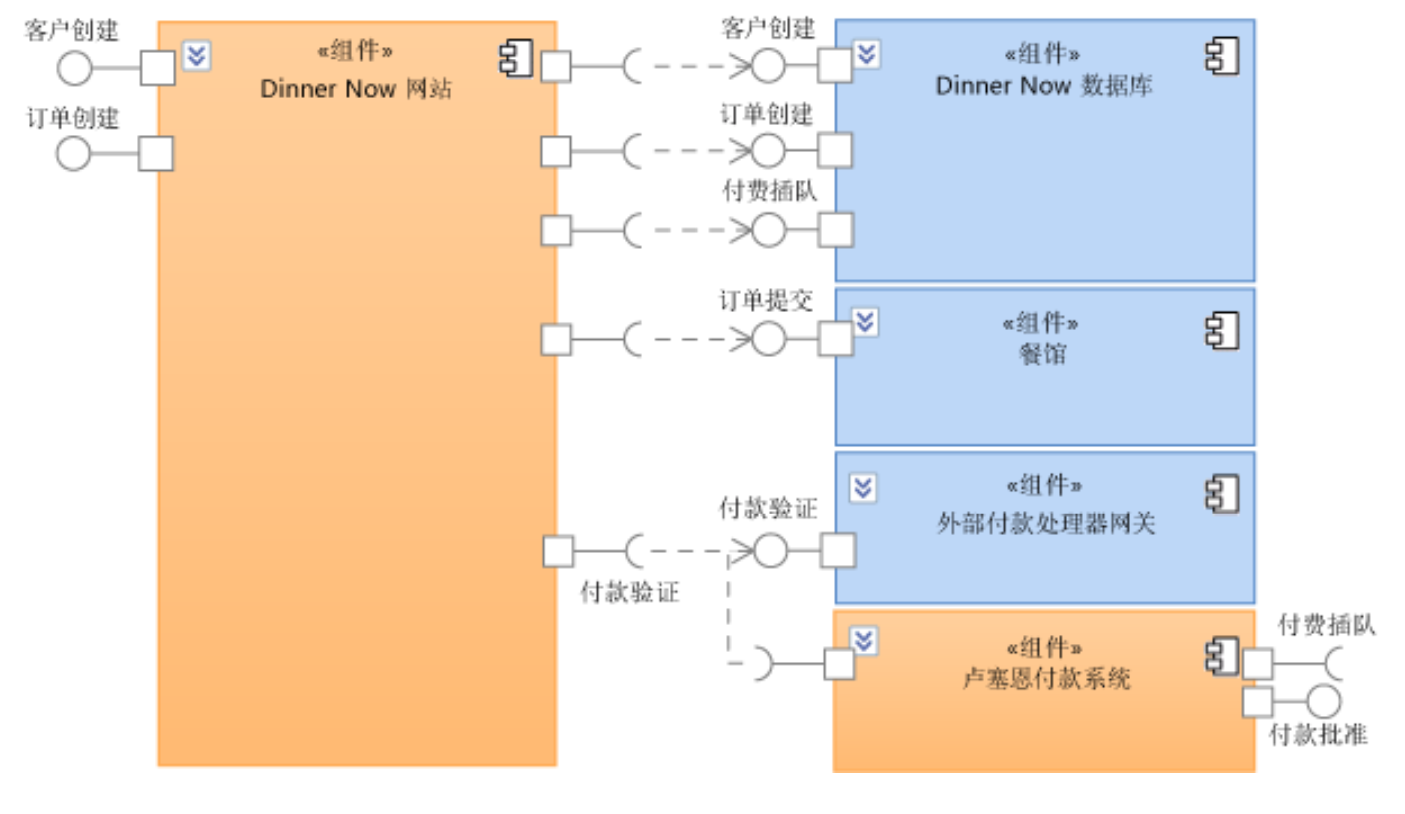 客户创建
订单创建
«组件»
Dinner Now 网站
客户创建
订单创建
付费插队
订单提交
付款验证
付款验证
«组件»
Dinner Now 数据库
«组件»
餐馆
«组件»
外部付款处理器网关
«组件»
卢塞恩付款系统
付费插队
付款批准